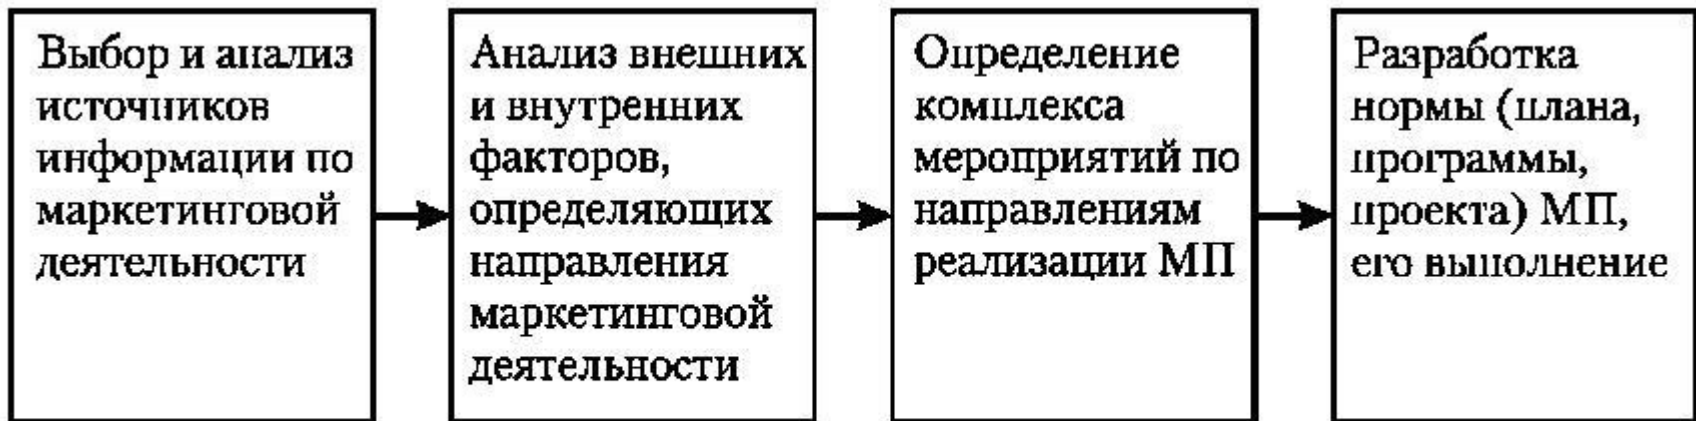 Выбор и анализ
источников
информации по
маркетинговой
деятельности
Анализ внешних
и внутренних
факторов,
определяющих
направления
маркетинговой
деятельности
Определение
комплекса
мероприятий по
направлениям
реализации МП
Разработка
нормы (плана,
программы,
проекта) МП,
его выполнение